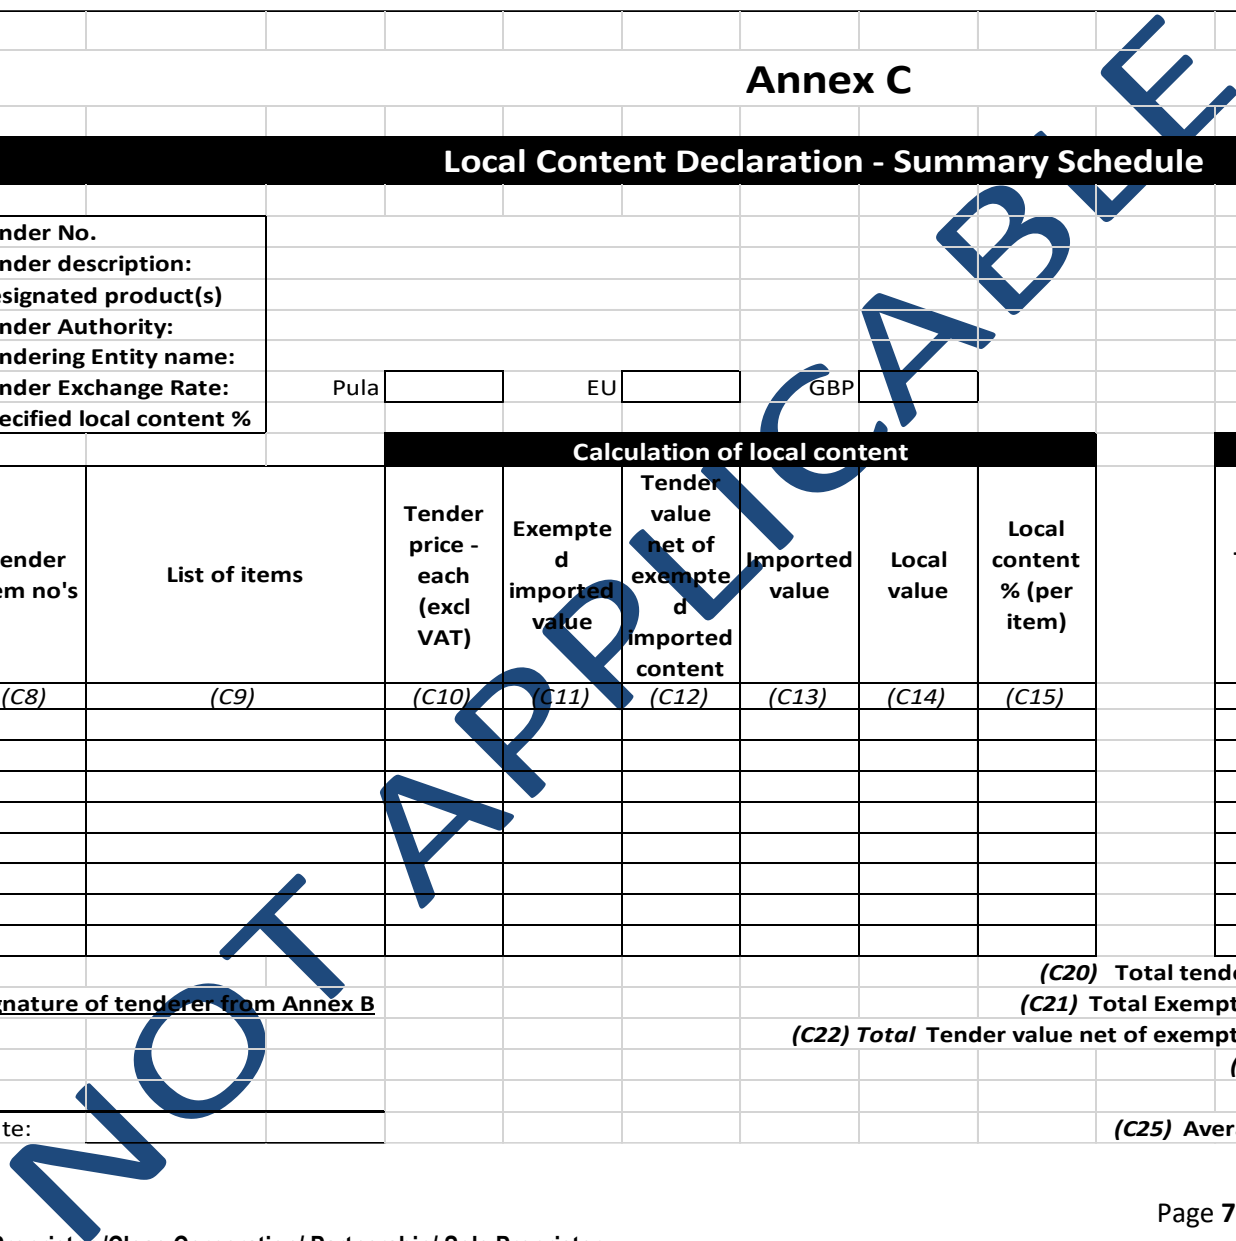 Annex C
Local Content Declaration - Summary Schedule
nder No.
nder description:
signated product(s)
nder Authority:
ndering Entity name:
nder Exchange Rate: Pula EU GBP
ecified local content %
Calculation of local content
ender
em no's
List of items
Tender
price -
each
(excl
VAT)
Exempte
d
imported
value
Tender
value
net of
exempte
d
imported
content
Imported
value
Local
value
Local
content
% (per
item)
(C8) (C9) (C10) (C11) (C12) (C13) (C14) (C15)
(C20) Total tende
gnature of tenderer from Annex B
(C21) Total Exempt
(C22) Total Tender value net of exempt
te:
(C25) Aver
NOT APPLICABLE
Page 7